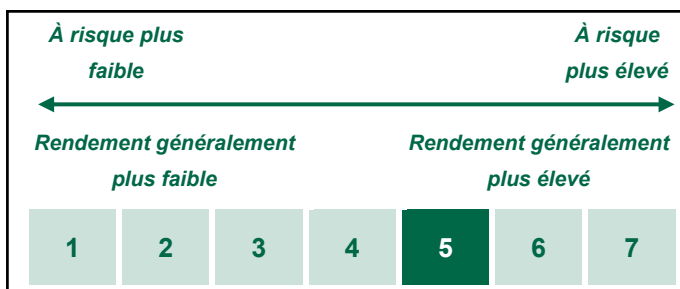 À risque plus
faible
À risque
plus élevé
Rendement généralement
plus faible
Rendement généralement
plus élevé
1 2 3 4 5 6 7